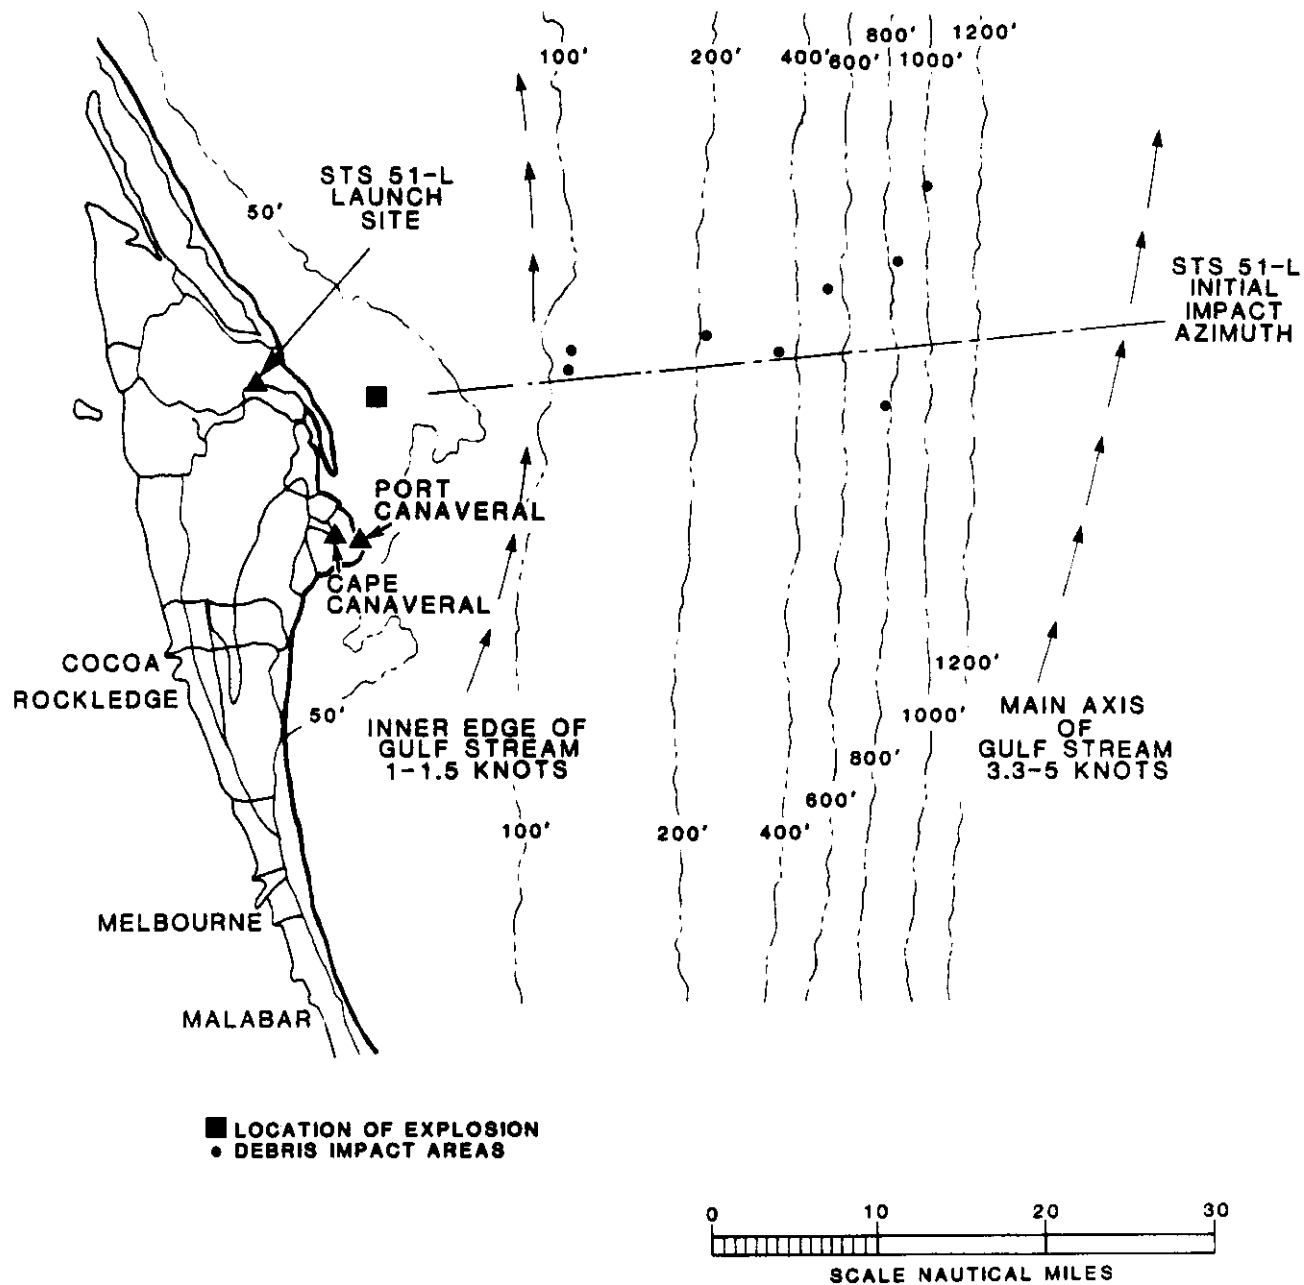 800'
1200'
100'
200'
400'
600'
1000'
STS 51-L
LAUNCH
SITE
50'
STS 51-L
INITIAL
IMPACT
AZIMUTH
PORT
CANAVERAL
CAPE
CANAVERAL
COCOA
ROCKLEDGE
50'
INNER EDGE OF
GULF STREAM
1-1.5 KNOTS
1200'
1000'
800'
600'
MAIN AXIS
OF
GULF STREAM
3.3-5 KNOTS
100'
200'
400'
MELBOURNE
MALABAR
LOCATION OF EXPLOSION
DEBRIS IMPACT AREAS
0 10 20 30
SCALE NAUTICAL MILES